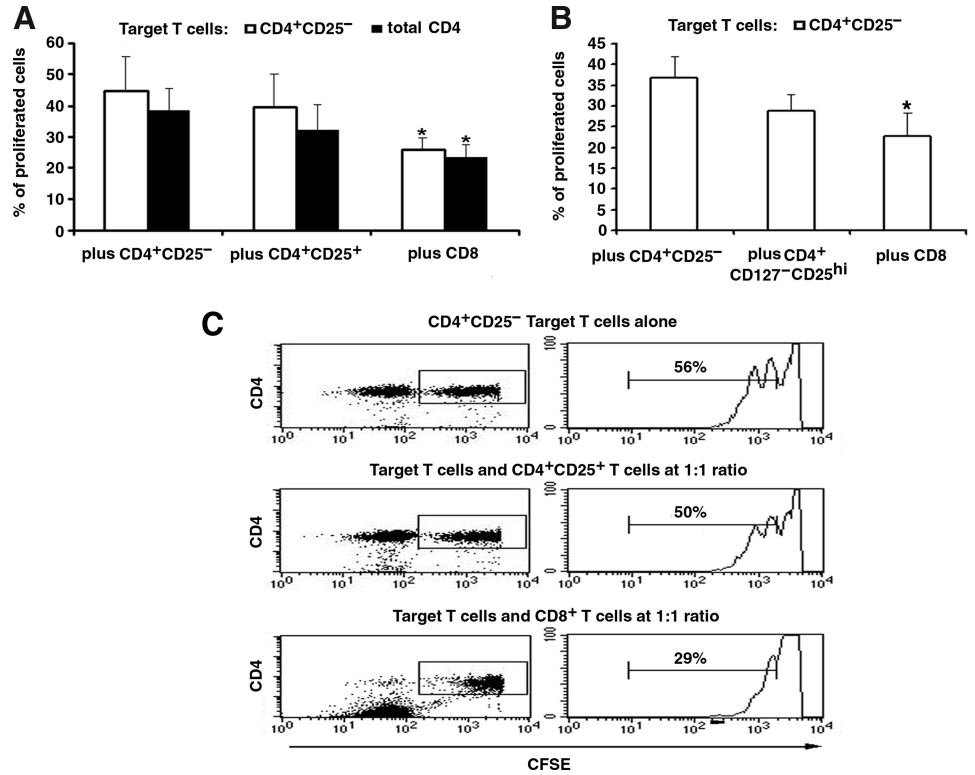 A
Target T cells: CD4+CD25− total CD4
% of proliferated cells
60
50
40
30
20
10
0
* *
plus CD4+CD25− plus CD4+CD25+ plus CD8
B
Target T cells: CD4+CD25−
% of proliferated cells
45
40
35
30
25
20
15
10
5
0
*
plus CD4+CD25− plus CD4+ CD127−CD25hi plus CD8
C
CD4+CD25− Target T cells alone
CD4
10⁰ 10¹ 10² 10³ 10⁴
100
0
56%
10⁰ 10¹ 10² 10³ 10⁴
Target T cells and CD4+CD25+ T cells at 1:1 ratio
CD4
10⁰ 10¹ 10² 10³ 10⁴
100
0
50%
10⁰ 10¹ 10² 10³ 10⁴
Target T cells and CD8+ T cells at 1:1 ratio
CD4
10⁰ 10¹ 10² 10³ 10⁴
100
0
29%
10⁰ 10¹ 10² 10³ 10⁴
CFSE